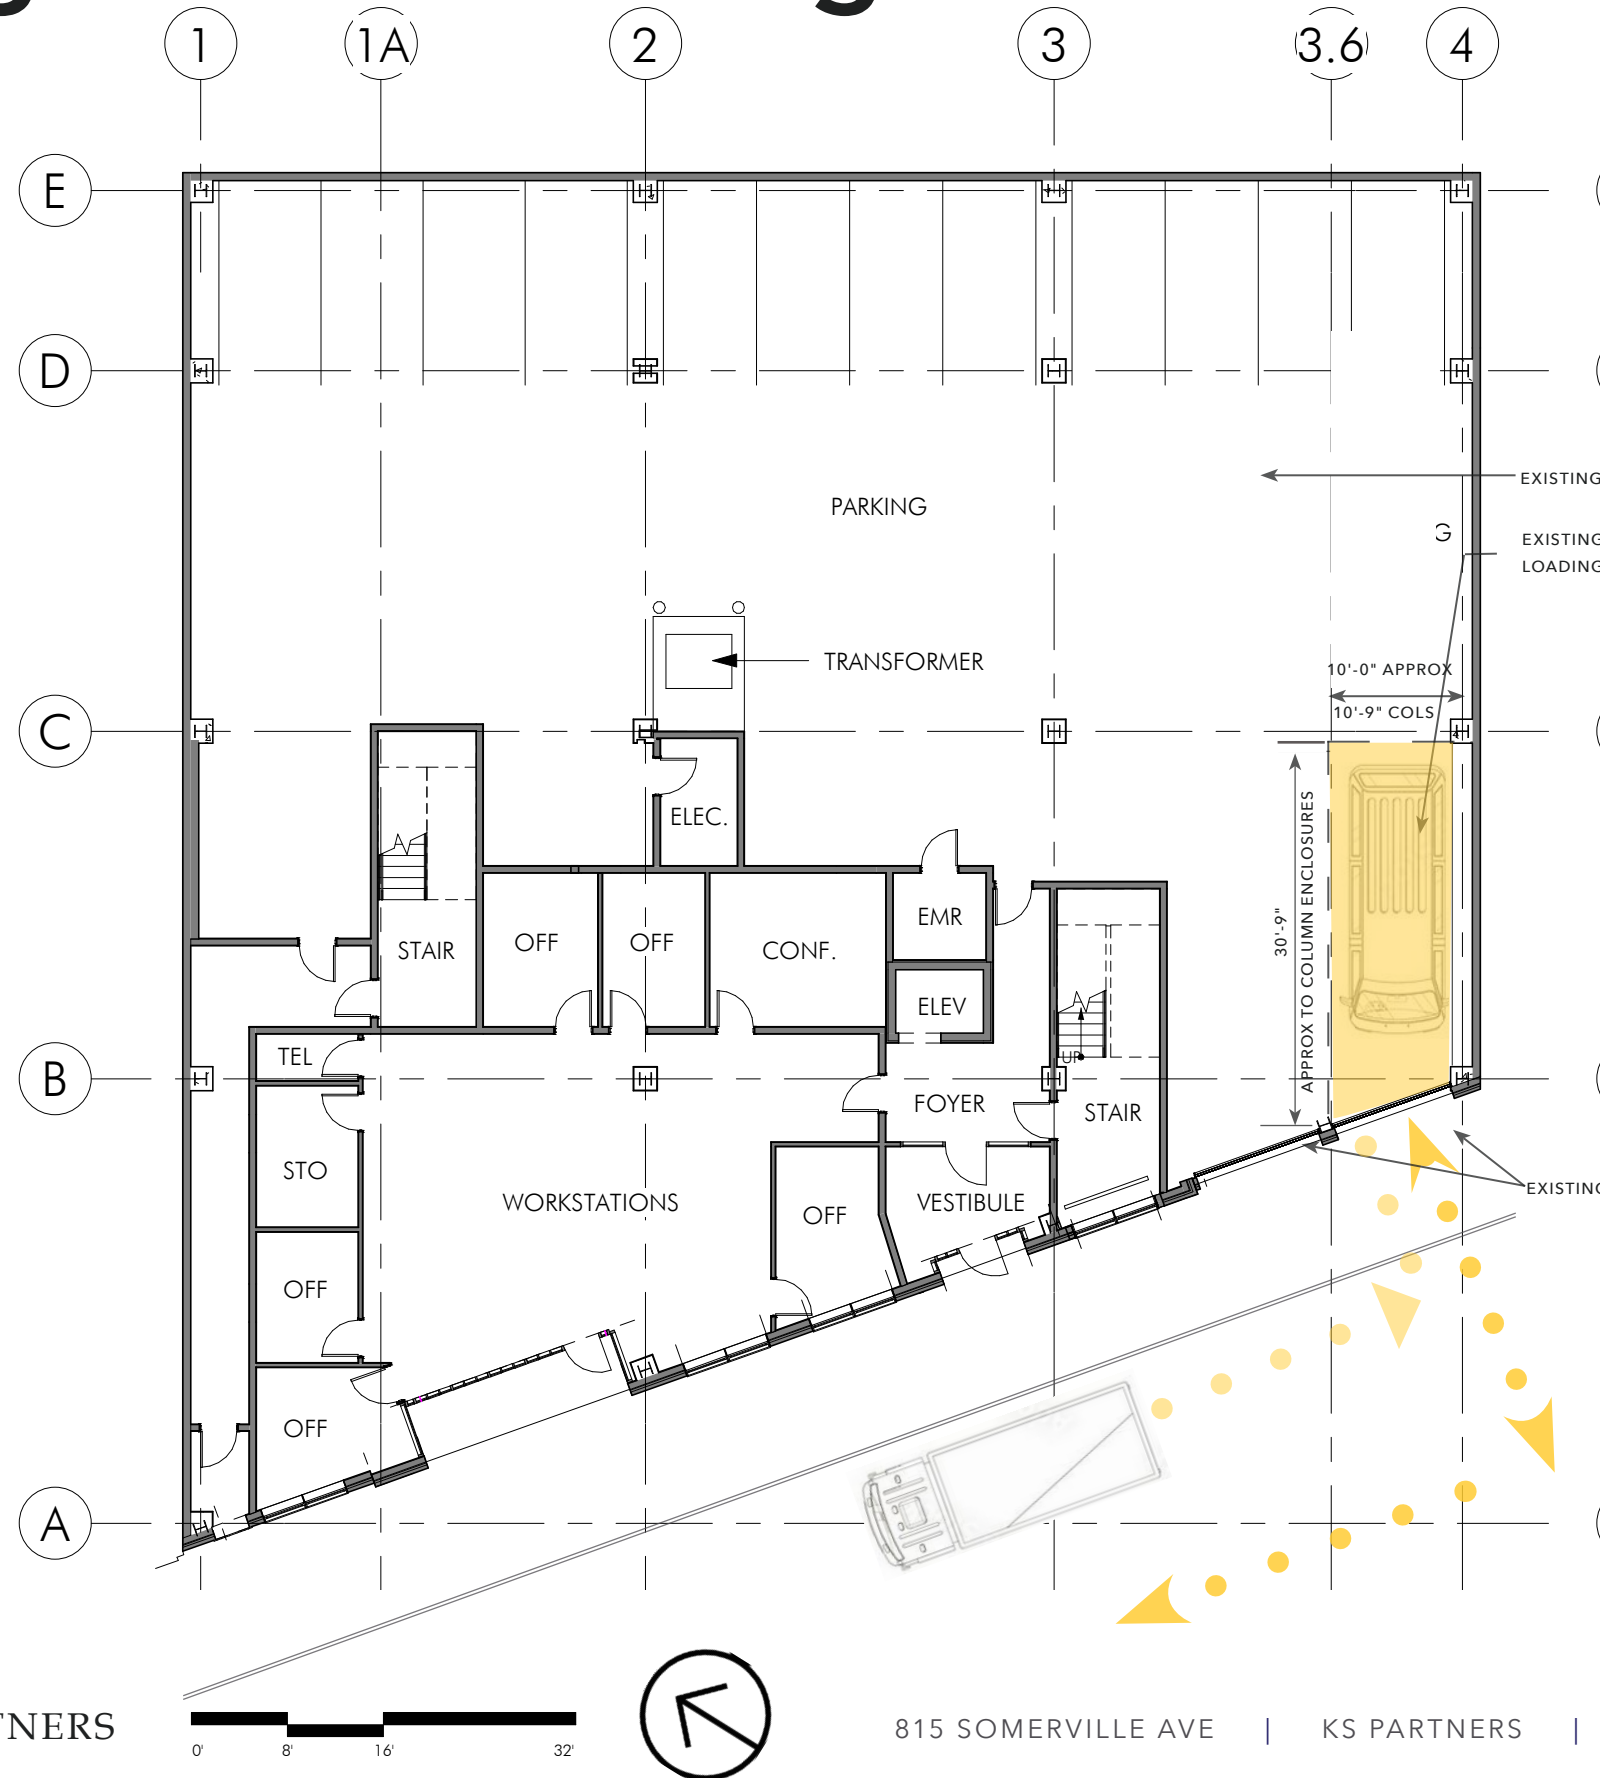 1
1A
2
3
3.6
4
E
D
EXISTING
PARKING
G
EXISTING
LOADING
TRANSFORMER
10'-0" APPROX
10'-9" COLS
C
ELEC.
30'-9"
APPROX TO COLUMN ENCLOSURES
EMR
STAIR
OFF
OFF
CONF.
ELEV
TEL
UP
B
FOYER
STAIR
STO
EXISTING
WORKSTATIONS
OFF
VESTIBULE
OFF
OFF
A
TNERS
0'
8'
16'
32'
815 SOMERVILLE AVE | KS PARTNERS |